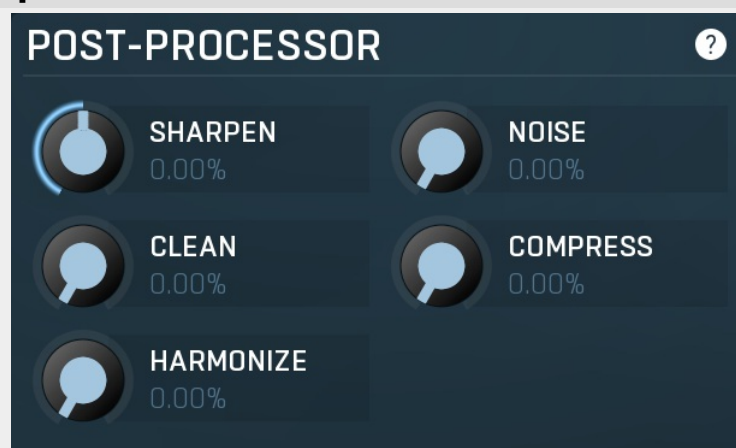 POST-PROCESSOR
?
SHARPEN
0.00%
NOISE
0.00%
CLEAN
0.00%
COMPRESS
0.00%
HARMONIZE
0.00%